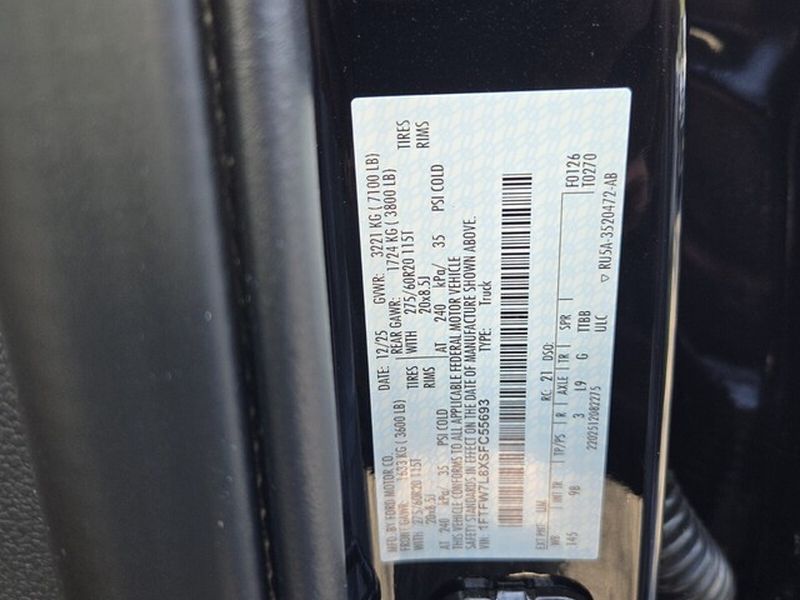 MFD. BY FORD MOTOR CO. DATE: 12/25 GVWR: 3221 KG ( 7100 LB)
FRONT GAWR: 1633 KG (3600 LB) REAR GAWR: 1724 KG (3800 LB)
275/60R20 115T TIRES WITH 275/60R20 115T TIRES
20x8.5J RIMS 20x8.5J RIMS
AT 240 kPa/ 35 PSI COLD AT 240 kPa/ 35 PSI COLD
THIS VEHICLE CONFORMS TO ALL APPLICABLE FEDERAL MOTOR VEHICLE
SAFETY STANDARDS IN EFFECT ON THE DATE OF MANUFACTURE SHOWN ABOVE.
VIN: 1FTFW7L8XSFC55693 TYPE: Truck
F0126
T0270
EXT PNT: UM RC: 21 DSO:
WB INT TR TP/PS R AXLE TR SPR
145 9B 3 L9 G TTBB
2202512082275 ULC
▽ RU5A-3520472-AB